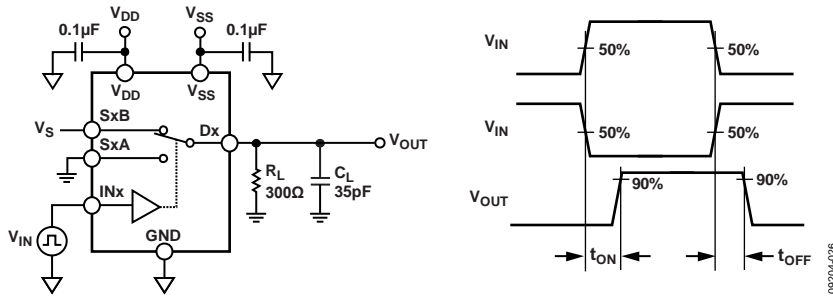 VDD
VSS
0.1µF
0.1µF
VDD
VSS
SxB
VS
Dx
VOUT
SxA
RL
300Ω
CL
35pF
INx
VIN
GND
VIN
50%
50%
VIN
50%
50%
VOUT
90%
90%
tON
tOFF
09204-026